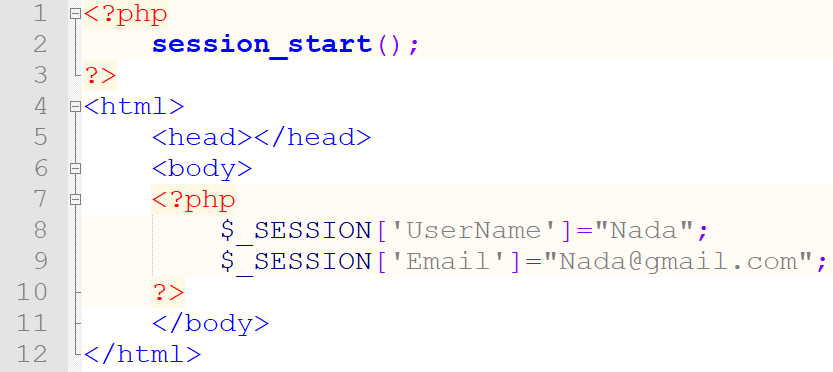 1 <?php
2 session_start();
3 ?>
4 <html>
5 <head></head>
6 <body>
7 <?php
8 $_SESSION['UserName']="Nada";
9 $_SESSION['Email']="Nada@gmail.com";
10 ?>
11 </body>
12 </html>